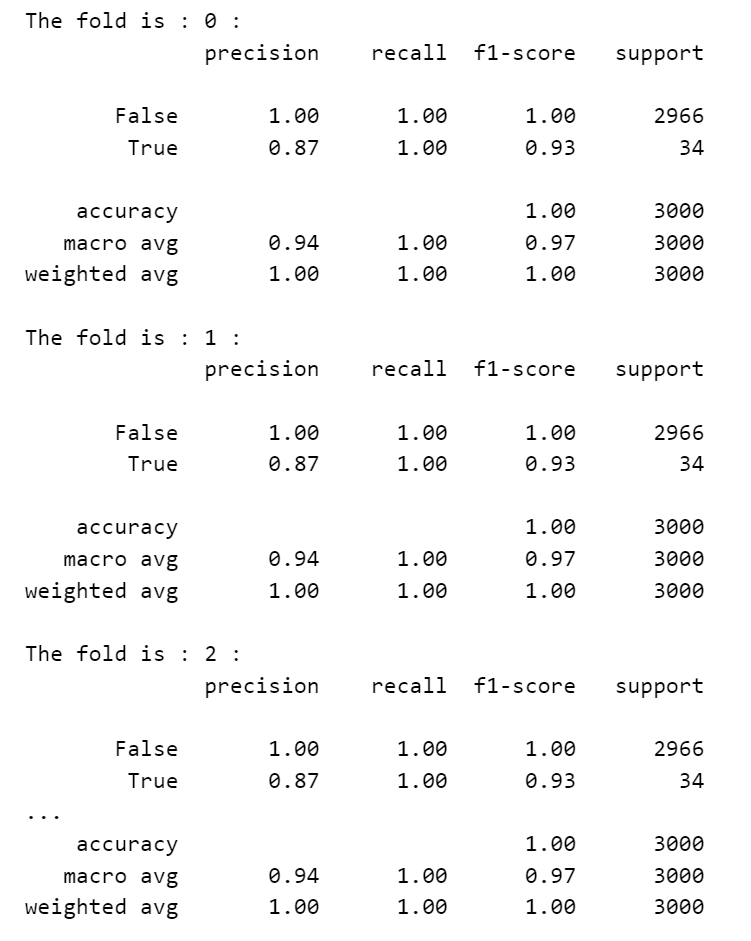 The fold is : 0 :
precision recall f1-score support
False 1.00 1.00 1.00 2966
True 0.87 1.00 0.93 34
accuracy 1.00 3000
macro avg 0.94 1.00 0.97 3000
weighted avg 1.00 1.00 1.00 3000
The fold is : 1 :
precision recall f1-score support
False 1.00 1.00 1.00 2966
True 0.87 1.00 0.93 34
accuracy 1.00 3000
macro avg 0.94 1.00 0.97 3000
weighted avg 1.00 1.00 1.00 3000
The fold is : 2 :
precision recall f1-score support
False 1.00 1.00 1.00 2966
True 0.87 1.00 0.93 34
...
accuracy 1.00 3000
macro avg 0.94 1.00 0.97 3000
weighted avg 1.00 1.00 1.00 3000